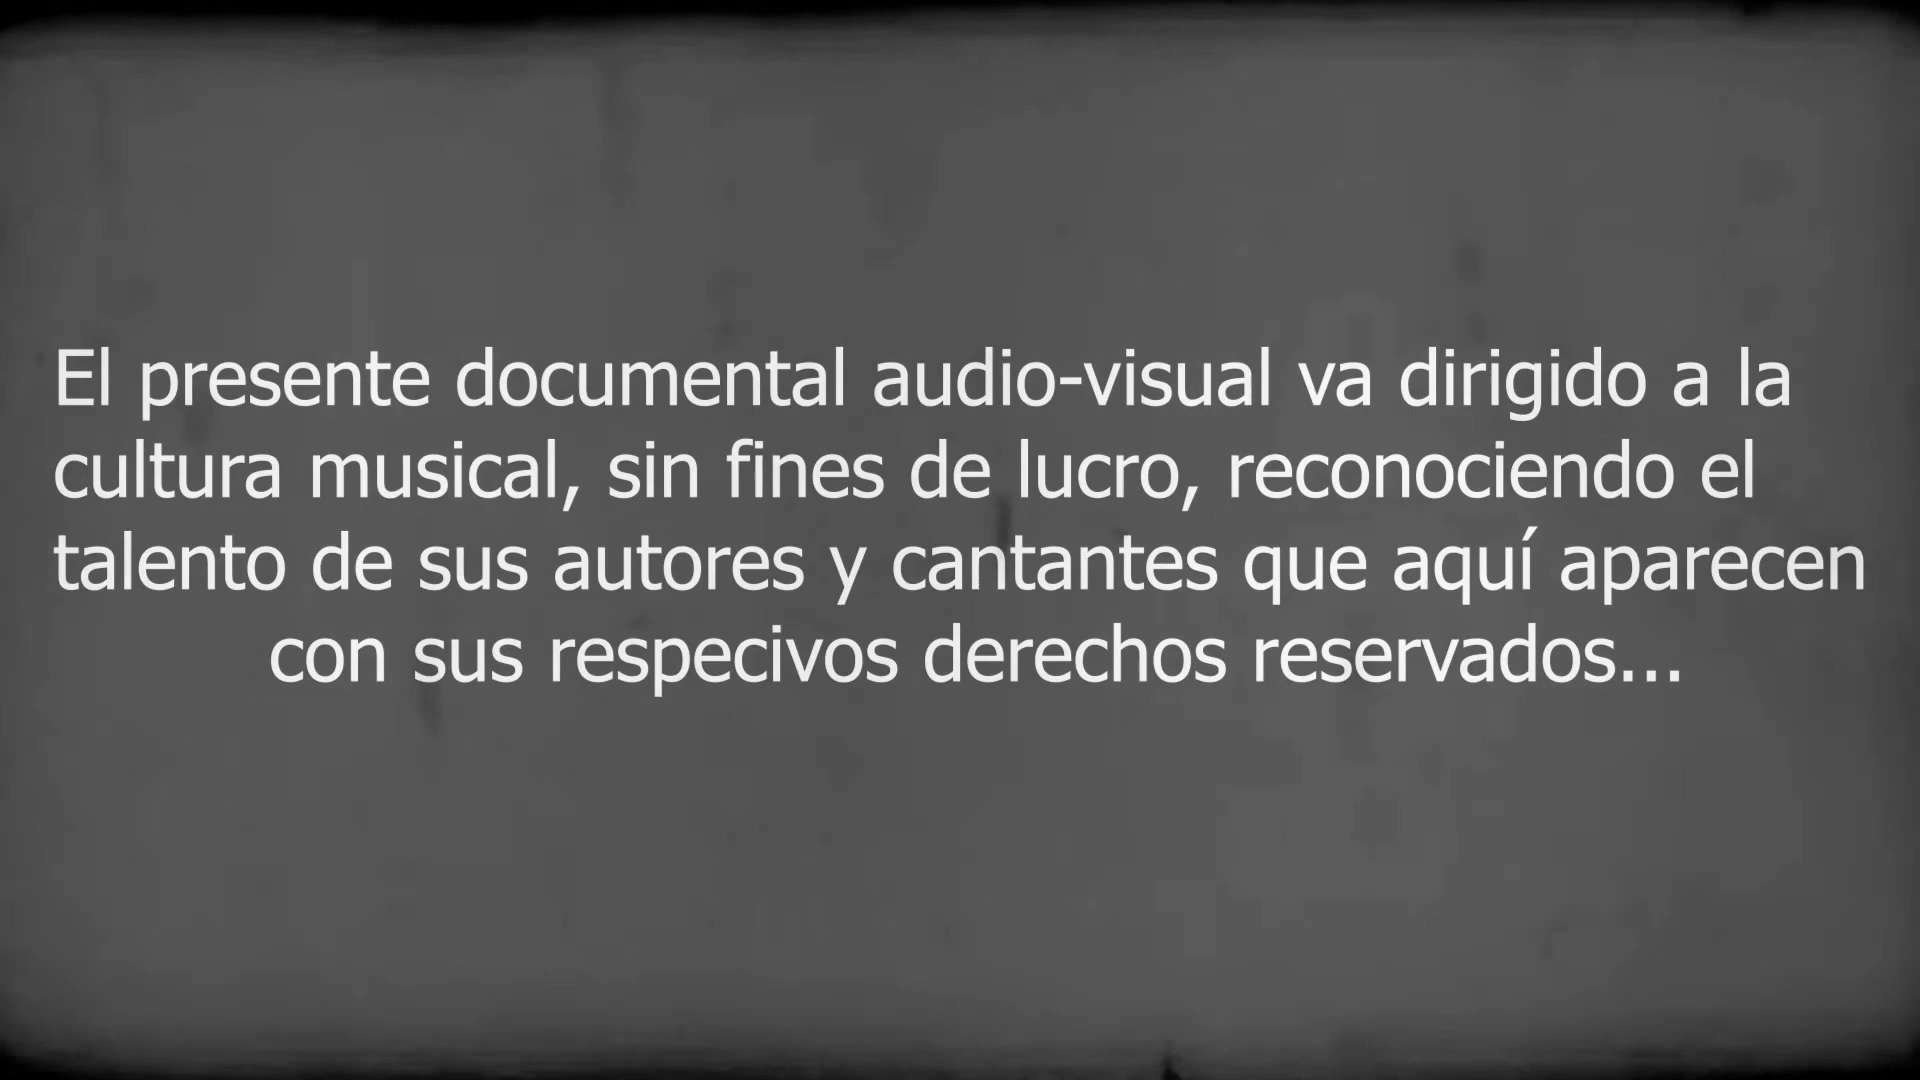 El presente documental audio-visual va dirigido a la
cultura musical, sin fines de lucro, reconociendo el
talento de sus autores y cantantes que aquí aparecen
con sus respecivos derechos reservados...